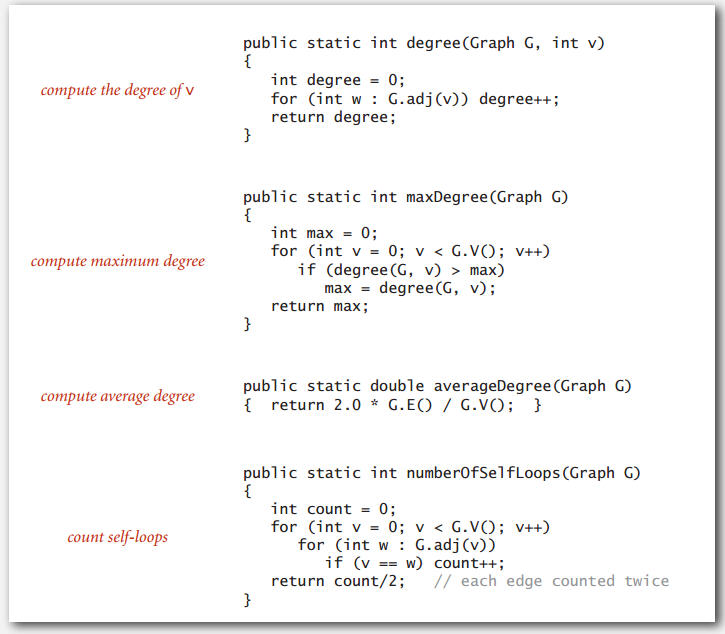 public static int degree(Graph G, int v)
{
compute the degree of v
int degree = 0;
for (int w : G.adj(v)) degree++;
return degree;
}
public static int maxDegree(Graph G)
{
int max = 0;
for (int v = 0; v < G.V(); v++)
compute maximum degree
if (degree(G, v) > max)
max = degree(G, v);
return max;
}
compute average degree
public static double averageDegree(Graph G)
{ return 2.0 * G.E() / G.V(); }
public static int numberOfSelfLoops(Graph G)
{
int count = 0;
for (int v = 0; v < G.V(); v++)
count self-loops
for (int w : G.adj(v))
if (v == w) count++;
return count/2; // each edge counted twice
}